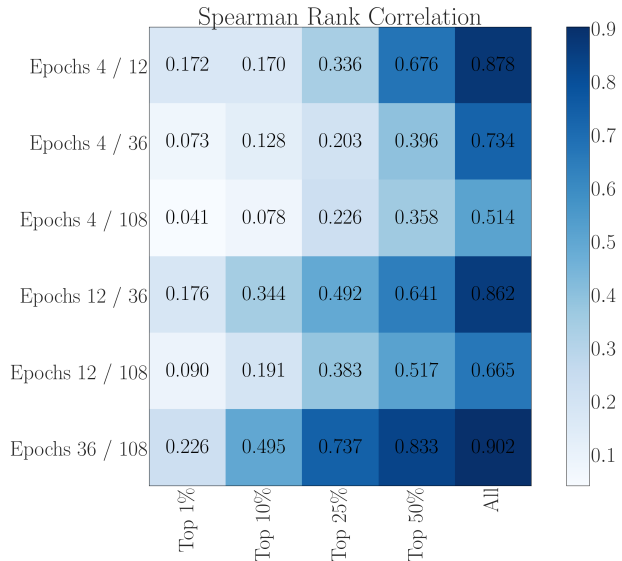 Spearman Rank Correlation
Epochs 4 / 12 0.172 0.170 0.336 0.676 0.878
Epochs 4 / 36 0.073 0.128 0.203 0.396 0.734
Epochs 4 / 108 0.041 0.078 0.226 0.358 0.514
Epochs 12 / 36 0.176 0.344 0.492 0.641 0.862
Epochs 12 / 108 0.090 0.191 0.383 0.517 0.665
Epochs 36 / 108 0.226 0.495 0.737 0.833 0.902
Top 1% Top 10% Top 25% Top 50% All
0.9
0.8
0.7
0.6
0.5
0.4
0.3
0.2
0.1